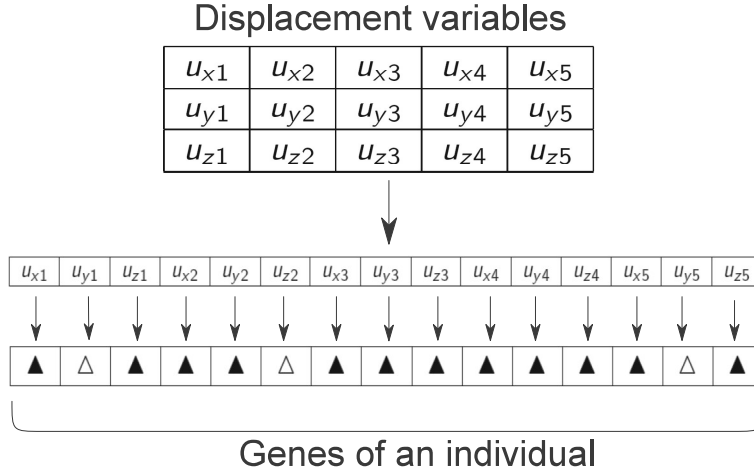 Displacement variables
u_x1 u_x2 u_x3 u_x4 u_x5
u_y1 u_y2 u_y3 u_y4 u_y5
u_z1 u_z2 u_z3 u_z4 u_z5
u_x1 u_y1 u_z1 u_x2 u_y2 u_z2 u_x3 u_y3 u_z3 u_x4 u_y4 u_z4 u_x5 u_y5 u_z5
Genes of an individual